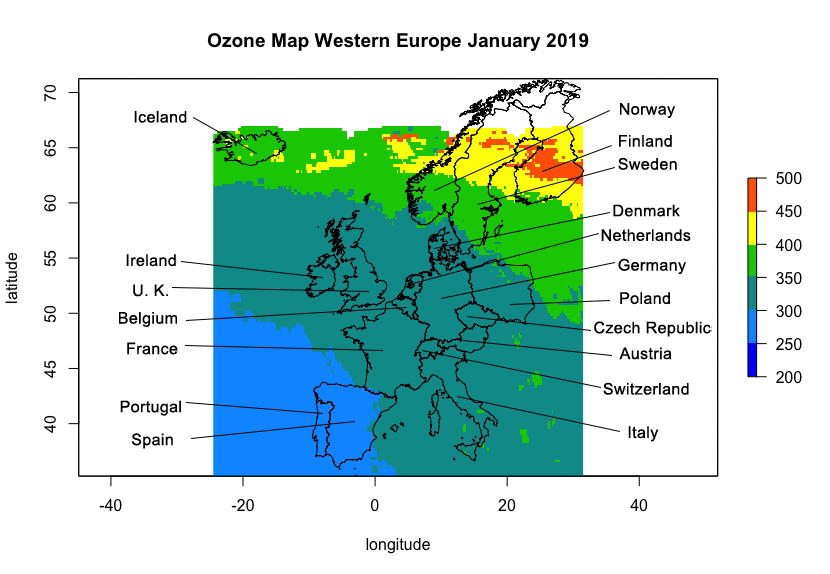 Ozone Map Western Europe January 2019
latitude
70
65
60
55
50
45
40
Iceland
Ireland
U. K.
Belgium
France
Portugal
Spain
Norway
Finland
Sweden
Denmark
Netherlands
Germany
Poland
Czech Republic
Austria
Switzerland
Italy
500
450
400
350
300
250
200
-40 -20 0 20 40
longitude